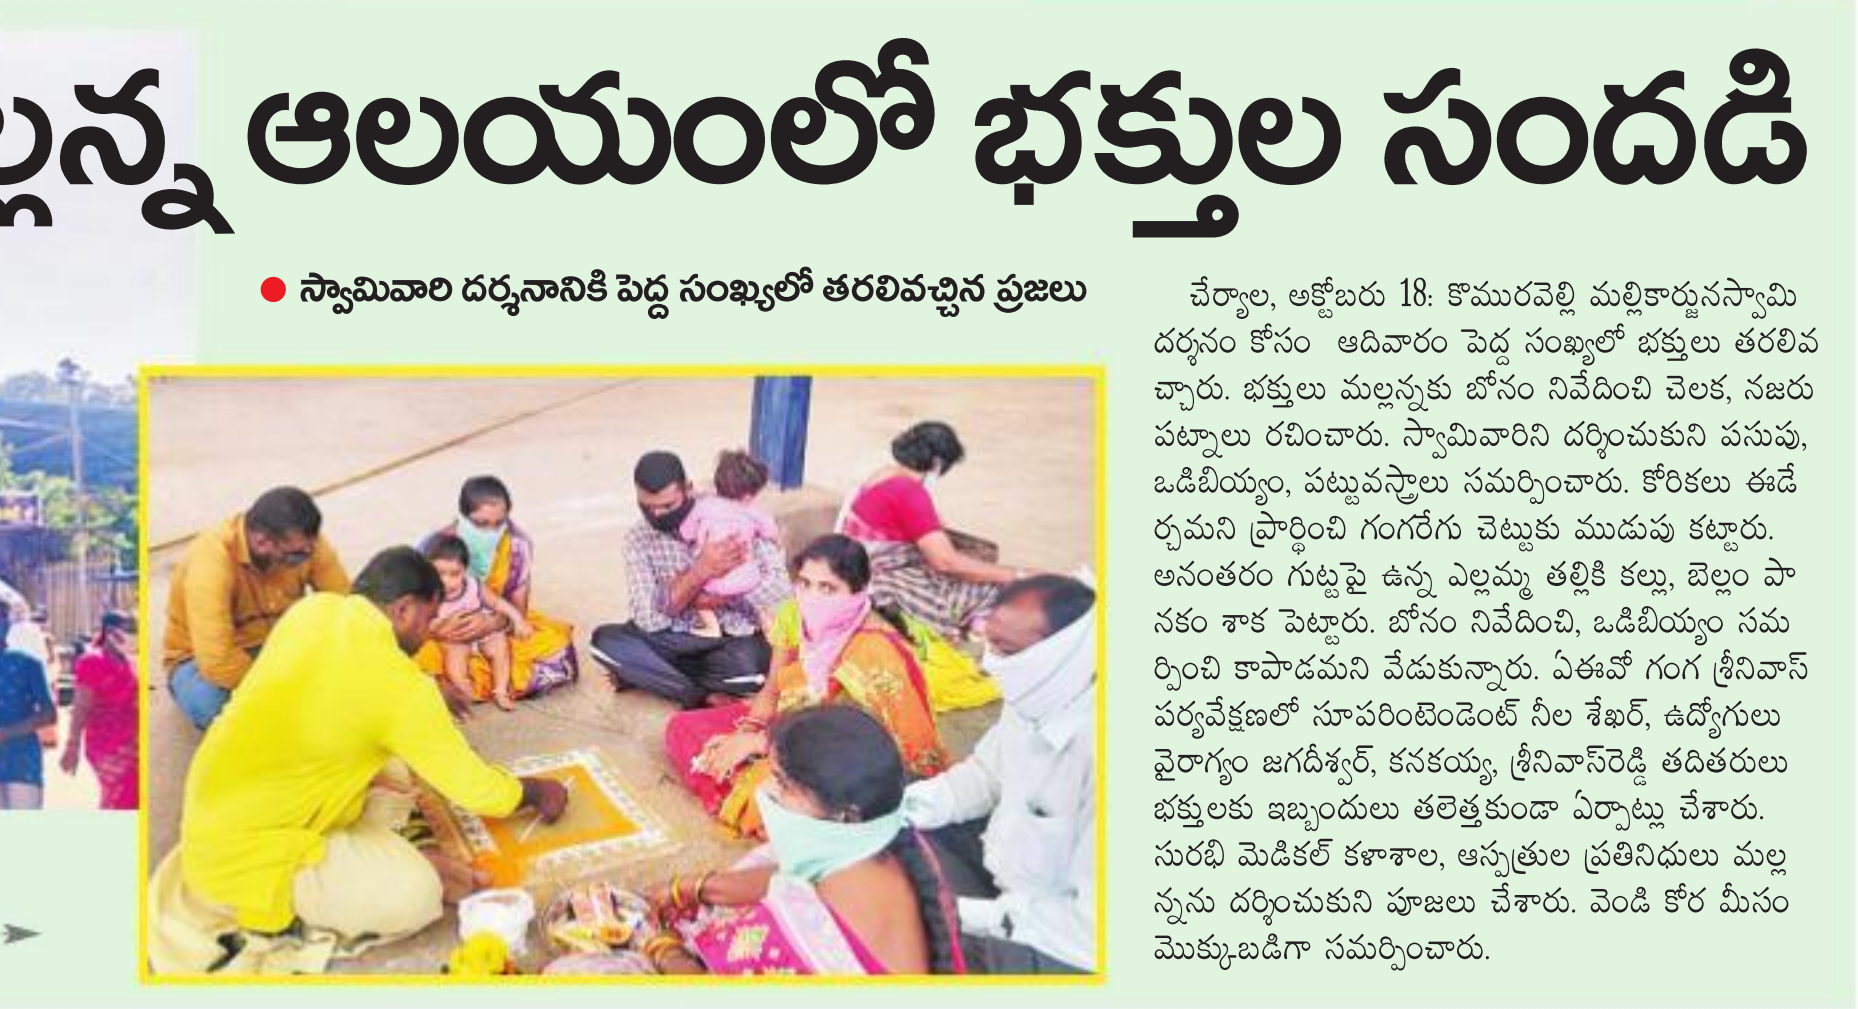 ల్లన్న ఆలయంలో భక్తుల సందడి
స్వామివారి దర్శనానికి పెద్ద సంఖ్యలో తరలివచ్చిన ప్రజలు
చేర్యాల, అక్టోబరు 18: కొమురవెల్లి మల్లికార్జునస్వామి
దర్శనం కోసం ఆదివారం పెద్ద సంఖ్యలో భక్తులు తరలివ
చ్చారు. భక్తులు మల్లన్నకు బోనం నివేదించి చెలక, నజరు
పట్నాలు రచించారు. స్వామివారిని దర్శించుకుని పసుపు,
ఒడిబియ్యం, పట్టువస్త్రాలు సమర్పించారు. కోరికలు ఈడే
ర్చమని ప్రార్థించి గంగరేగు చెట్టుకు ముడుపు కట్టారు.
అనంతరం గుట్టపై ఉన్న ఎల్లమ్మ తల్లికి కల్లు, బెల్లం పా
నకం శాక పెట్టారు. బోనం నివేదించి, ఒడిబియ్యం సమ
ర్పించి కాపాడమని వేడుకున్నారు. ఏఈవో గంగ శ్రీనివాస్
పర్యవేక్షణలో సూపరింటెండెంట్ నీల శేఖర్, ఉద్యోగులు
వైరాగ్యం జగదీశ్వర్, కనకయ్య, శ్రీనివాస్‌రెడ్డి తదితరులు
భక్తులకు ఇబ్బందులు తలెత్తకుండా ఏర్పాట్లు చేశారు.
సురభి మెడికల్ కళాశాల, ఆస్పత్రుల ప్రతినిధులు మల్ల
న్నను దర్శించుకుని పూజలు చేశారు. వెండి కోర మీసం
మొక్కుబడిగా సమర్పించారు.